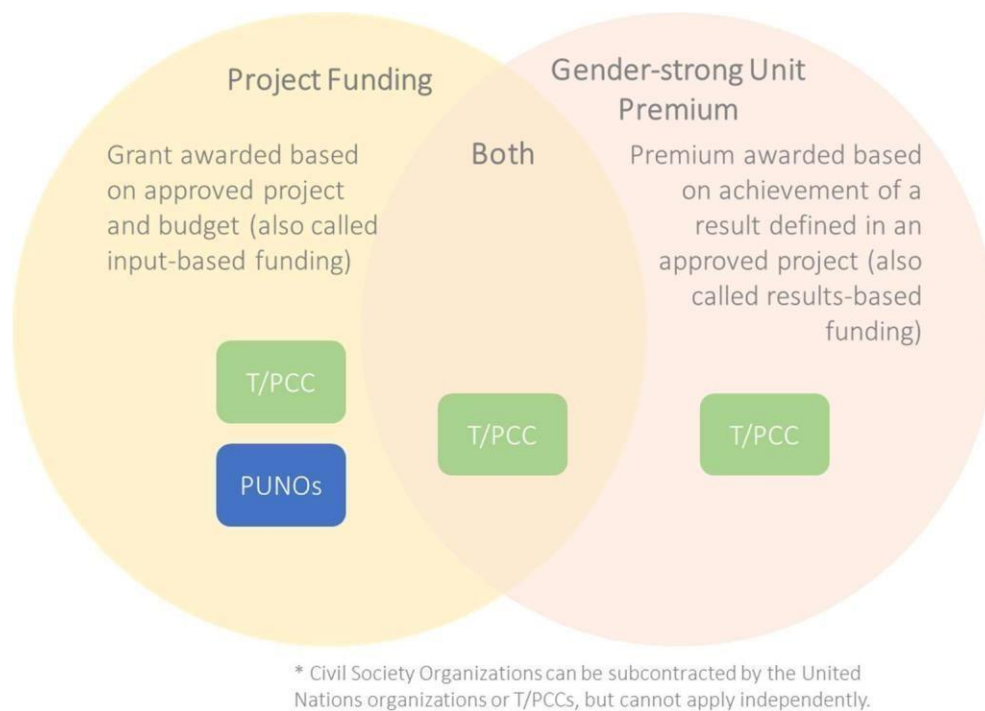 Project Funding
Grant awarded based
on approved project
and budget (also called
input-based funding)
T/PCC
PUNOs
Both
T/PCC
Gender-strong Unit
Premium
Premium awarded based
on achievement of a
result defined in an
approved project (also
called results-based
funding)
T/PCC
* Civil Society Organizations can be subcontracted by the United
Nations organizations or T/PCCs, but cannot apply independently.